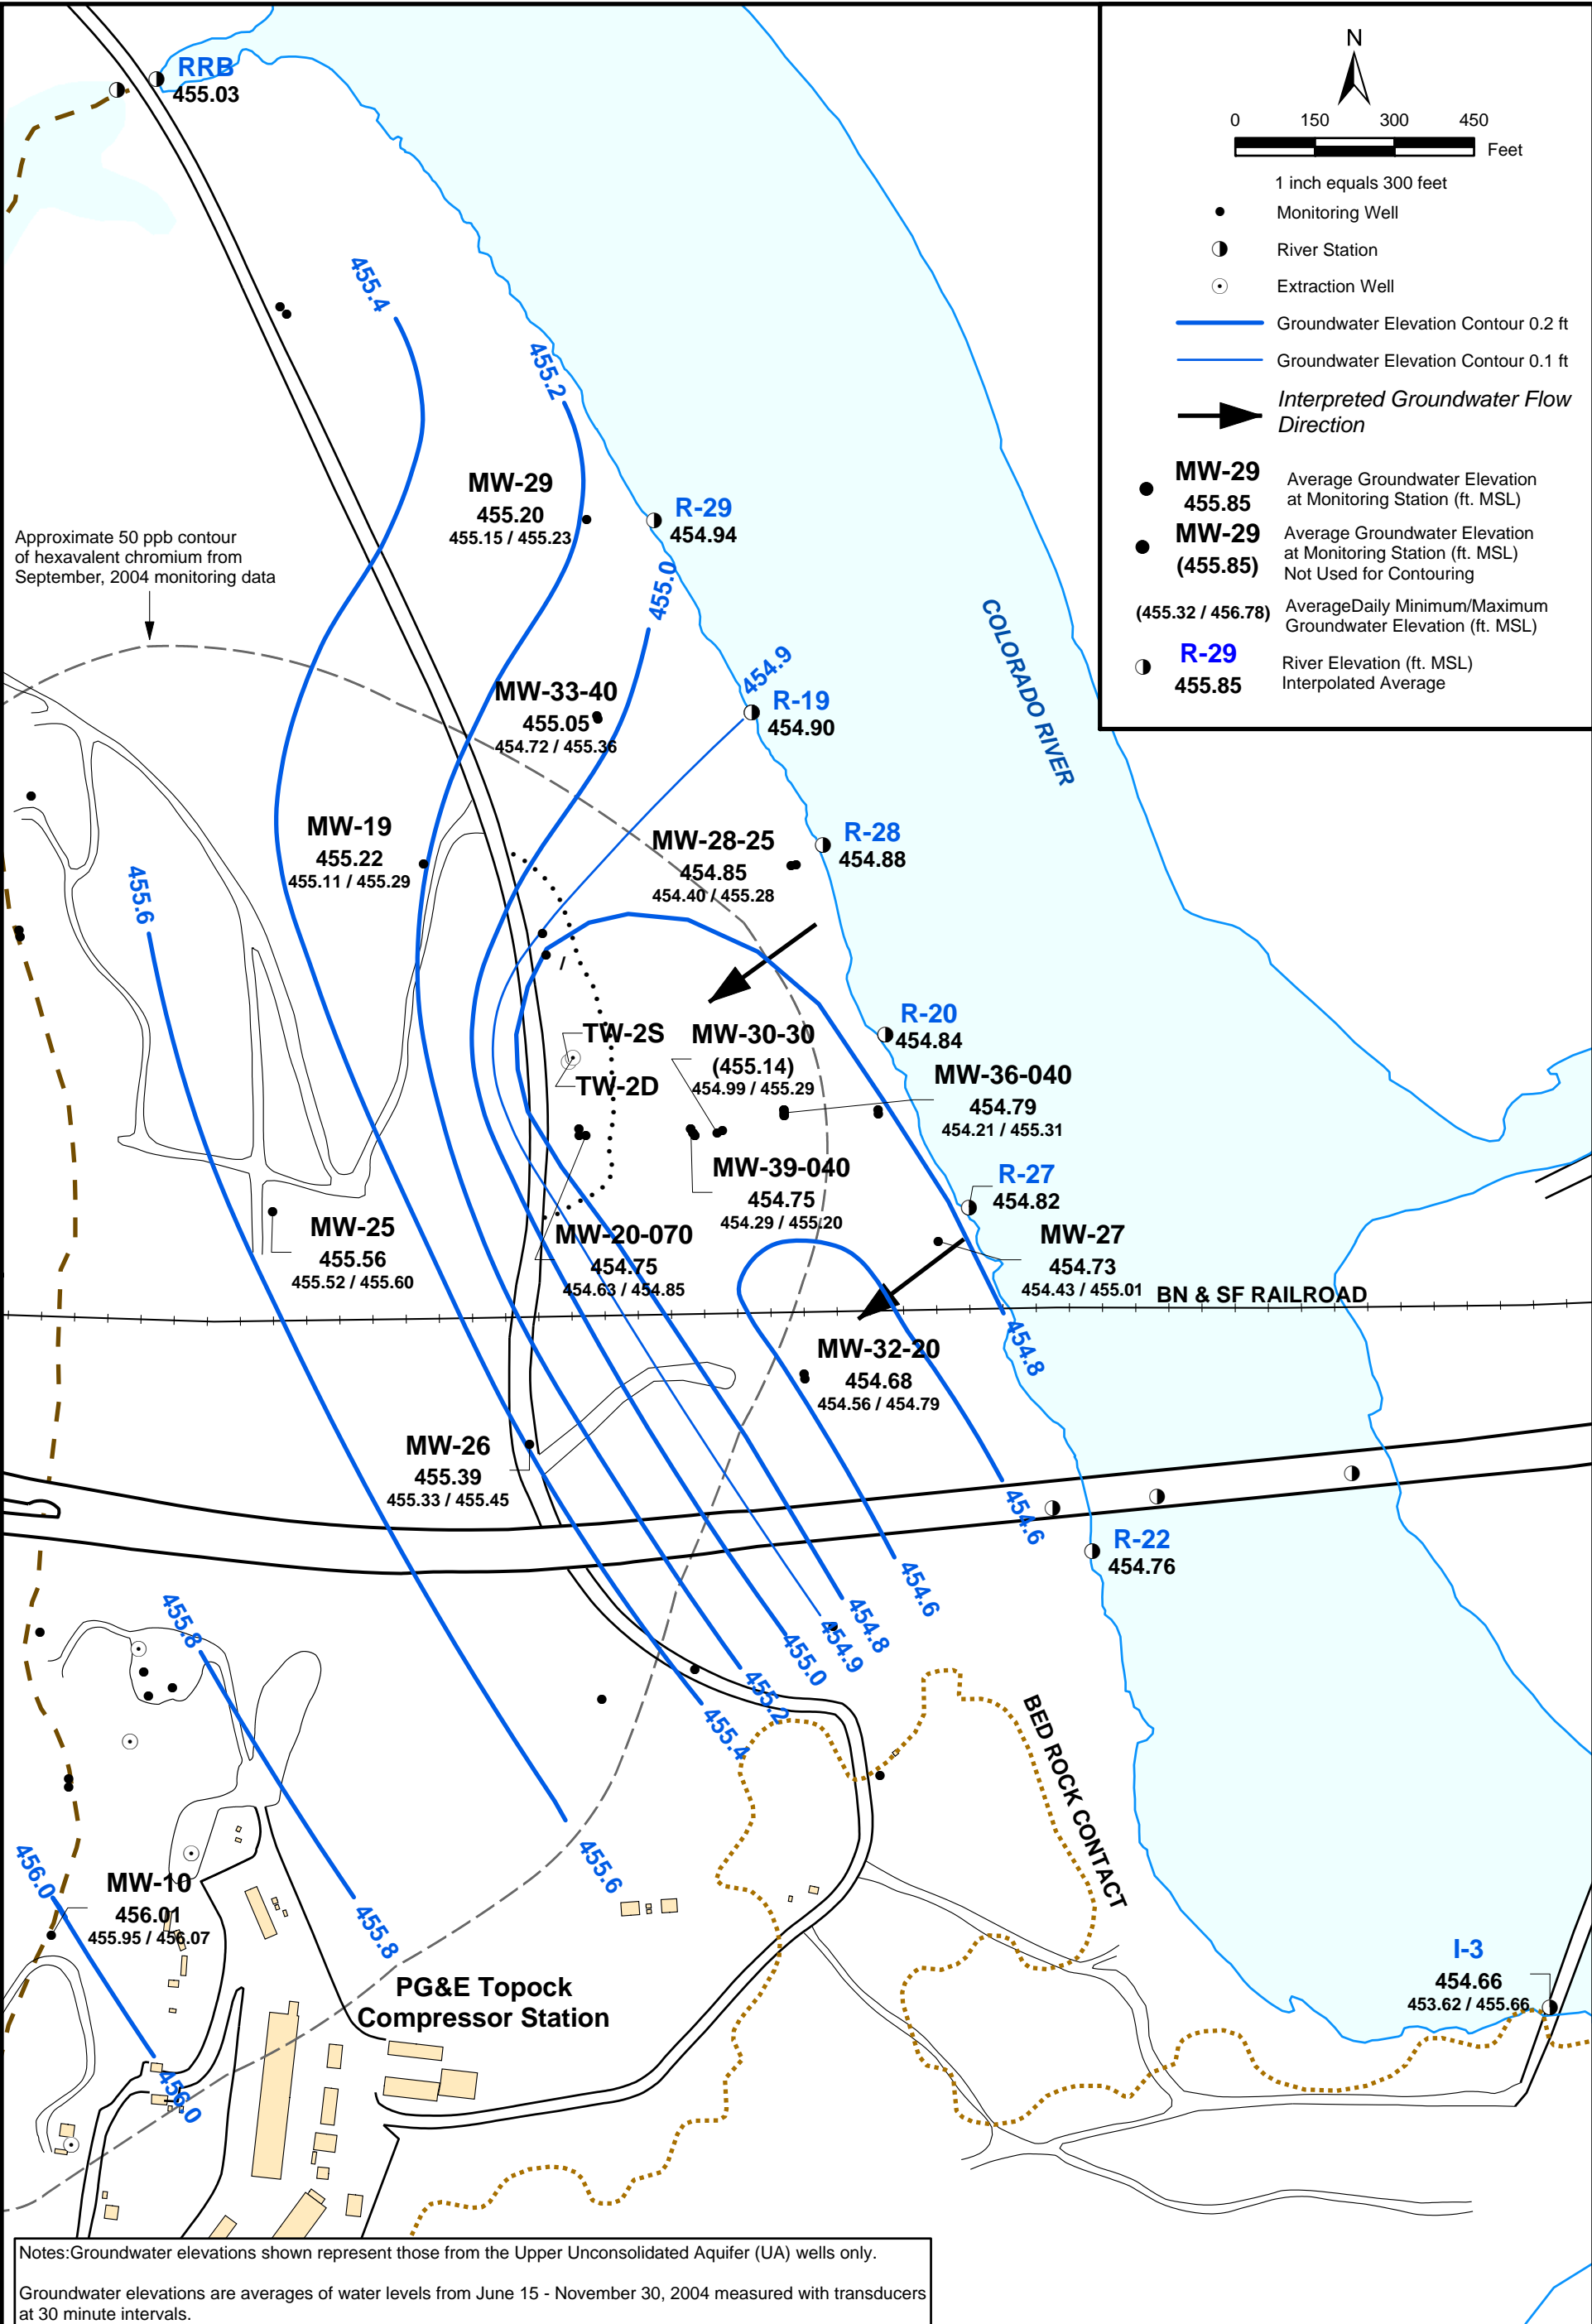 N
0 150 300 450
Feet
1 inch equals 300 feet
Monitoring Well
River Station
Extraction Well
Groundwater Elevation Contour 0.2 ft
Groundwater Elevation Contour 0.1 ft
Interpreted Groundwater Flow
Direction
MW-29
455.85
Average Groundwater Elevation
at Monitoring Station (ft. MSL)
MW-29
(455.85)
Average Groundwater Elevation
at Monitoring Station (ft. MSL)
Not Used for Contouring
(455.32 / 456.78)
AverageDaily Minimum/Maximum
Groundwater Elevation (ft. MSL)
R-29
455.85
River Elevation (ft. MSL)
Interpolated Average
RRB
455.03
455.4
455.2
MW-29
455.20
455.15 / 455.23
R-29
454.94
Approximate 50 ppb contour
of hexavalent chromium from
September, 2004 monitoring data
455.0
COLORADO RIVER
454.9
MW-33-40
455.05
454.72 / 455.36
R-19
454.90
MW-19
455.22
455.11 / 455.29
MW-28-25
454.85
454.40 / 455.28
R-28
454.88
455.6
TW-2S
TW-2D
MW-30-30
(455.14)
454.99 / 455.29
R-20
454.84
MW-36-040
454.79
454.21 / 455.31
MW-39-040
454.75
454.29 / 455.20
R-27
454.82
MW-25
455.56
455.52 / 455.60
MW-20-070
454.75
454.63 / 454.85
MW-27
454.73
454.43 / 455.01
BN & SF RAILROAD
454.8
MW-32-20
454.68
454.56 / 454.79
MW-26
455.39
455.33 / 455.45
454.6
R-22
454.76
454.6
454.8
454.9
455.0
455.2
455.4
455.8
BED ROCK CONTACT
455.6
456.0
MW-10
456.01
455.95 / 456.07
455.8
PG&E Topock
Compressor Station
I-3
454.66
453.62 / 455.66
456.0
Notes:Groundwater elevations shown represent those from the Upper Unconsolidated Aquifer (UA) wells only.
Groundwater elevations are averages of water levels from June 15 - November 30, 2004 measured with transducers
at 30 minute intervals.